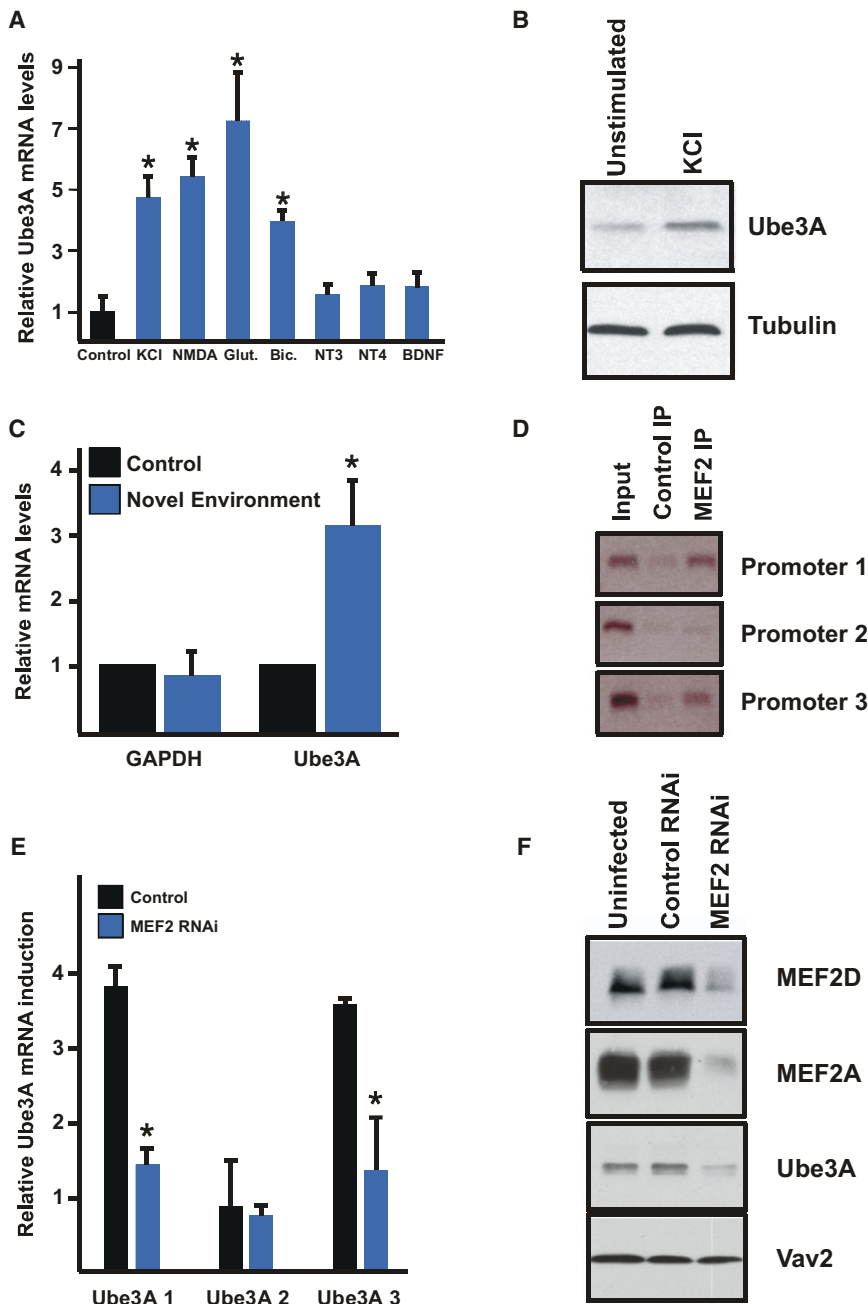 A
Relative Ube3A mRNA levels
9
7
5
3
1
*
*
*
*
Control KCl NMDA Glut. Bic. NT3 NT4 BDNF
B
Unstimulated
KCl
Ube3A
Tubulin
C
Relative mRNA levels
4
3
2
1
Control
Novel Environment
*
GAPDH Ube3A
D
Input
Control IP
MEF2 IP
Promoter 1
Promoter 2
Promoter 3
E
Relative Ube3A mRNA induction
4
3
2
1
Control
MEF2 RNAi
*
*
Ube3A 1 Ube3A 2 Ube3A 3
F
Uninfected
Control RNAi
MEF2 RNAi
MEF2D
MEF2A
Ube3A
Vav2